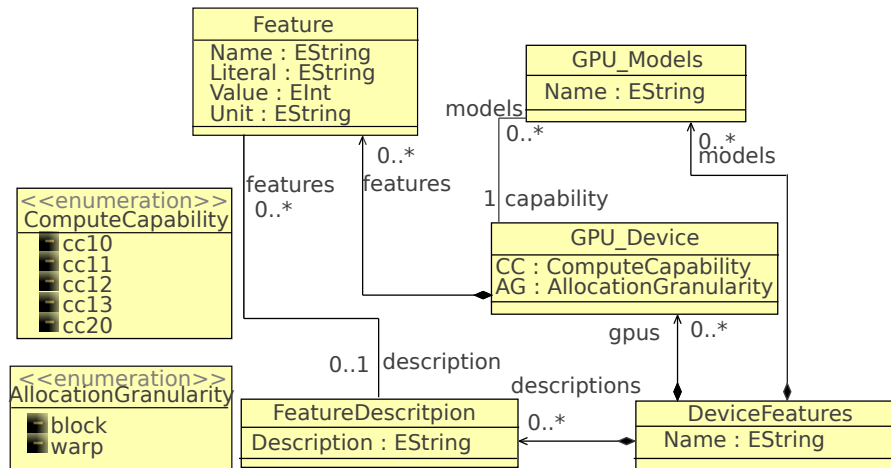 Feature
Name : EString
Literal : EString
Value : EInt
Unit : EString
GPU_Models
Name : EString
models
0..*
0..*
models
0..*
features
features
0..*
1 capability
<<enumeration>>
ComputeCapability
cc10
cc11
cc12
cc13
cc20
GPU_Device
CC : ComputeCapability
AG : AllocationGranularity
gpus
0..*
0..1
description
<<enumeration>>
AllocationGranularity
block
warp
descriptions
0..*
FeatureDescritpion
Description : EString
DeviceFeatures
Name : EString